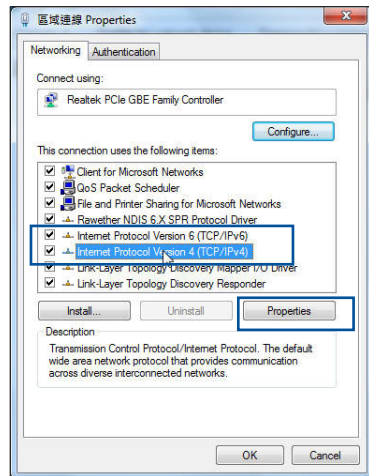 區域連線 Properties
Networking Authentication
Connect using:
Realtek PCIe GBE Family Controller
Configure...
This connection uses the following items:
Client for Microsoft Networks
QoS Packet Scheduler
File and Printer Sharing for Microsoft Networks
Rawether NDIS 6.X SPR Protocol Driver
Internet Protocol Version 6 (TCP/IPv6)
Internet Protocol Version 4 (TCP/IPv4)
Link-Layer Topology Discovery Mapper I/O Driver
Link-Layer Topology Discovery Responder
Install... Uninstall Properties
Description
Transmission Control Protocol/Internet Protocol. The default
wide area network protocol that provides communication
across diverse interconnected networks.
OK Cancel